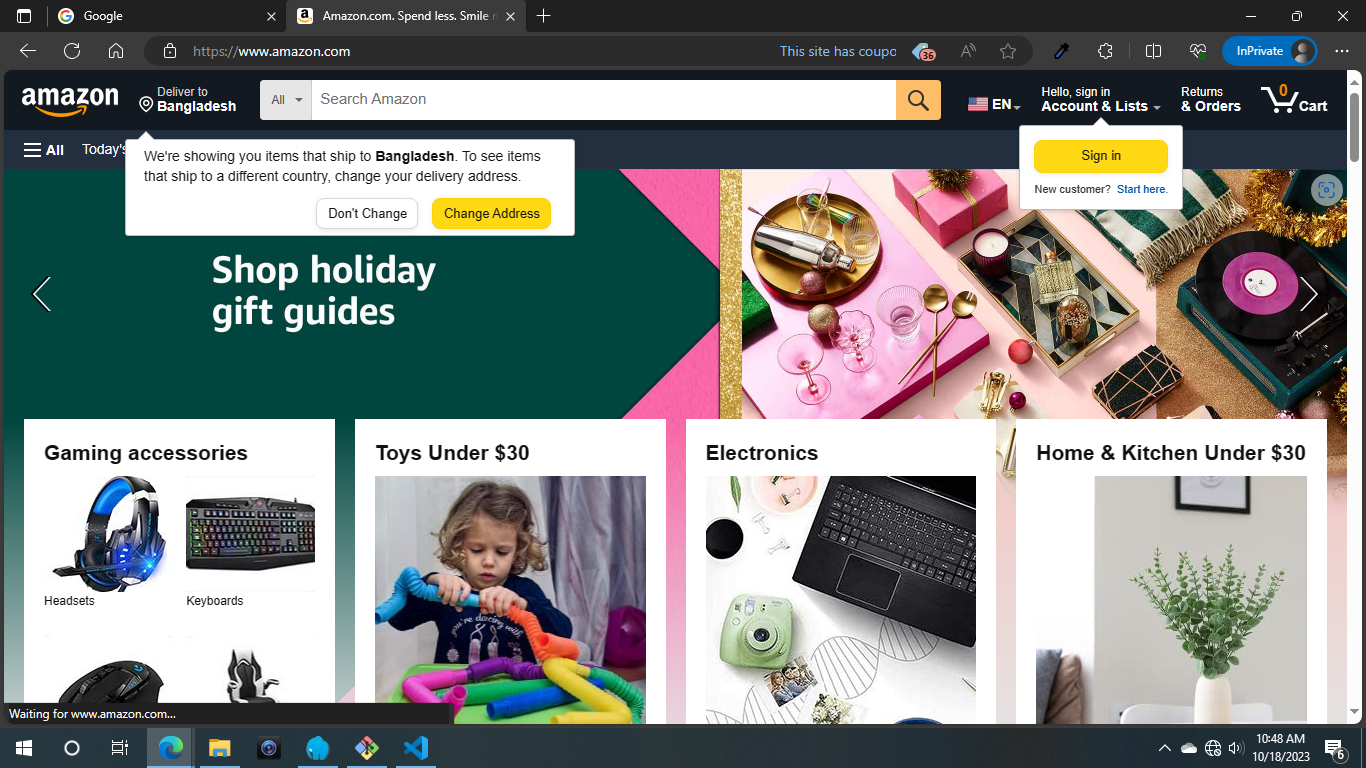 Google
Amazon.com. Spend less. Smile
https://www.amazon.com
This site has coupo
36
InPrivate
amazon
Deliver to
Bangladesh
All
Search Amazon
EN
Hello, sign in
Account & Lists
Returns
& Orders
0
Cart
All
Today's
We're showing you items that ship to Bangladesh. To see items
that ship to a different country, change your delivery address.
Don't Change
Change Address
Sign in
New customer? Start here.
Shop holiday
gift guides
Gaming accessories
Toys Under $30
Electronics
Home & Kitchen Under $30
Headsets
Keyboards
you're dancing with
Waiting for www.amazon.com...
10:48 AM
10/18/2023
6